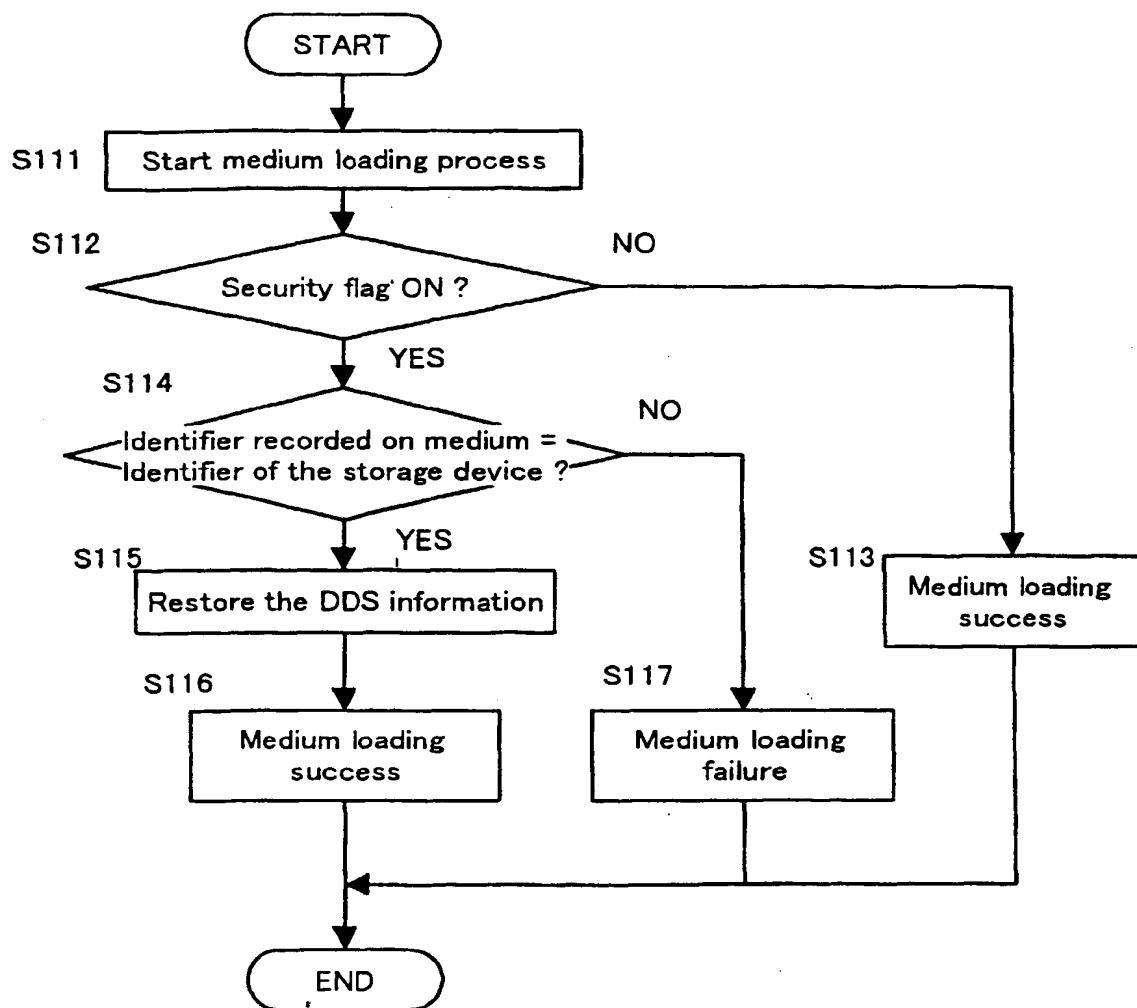 START
S111
Start medium loading process
S112
NO
Security flag ON ?
YES
S114
NO
Identifier recorded on medium =
Identifier of the storage device ?
YES
S115
S113
Restore the DDS information
Medium loading
success
S116
S117
Medium loading
success
Medium loading
failure
END